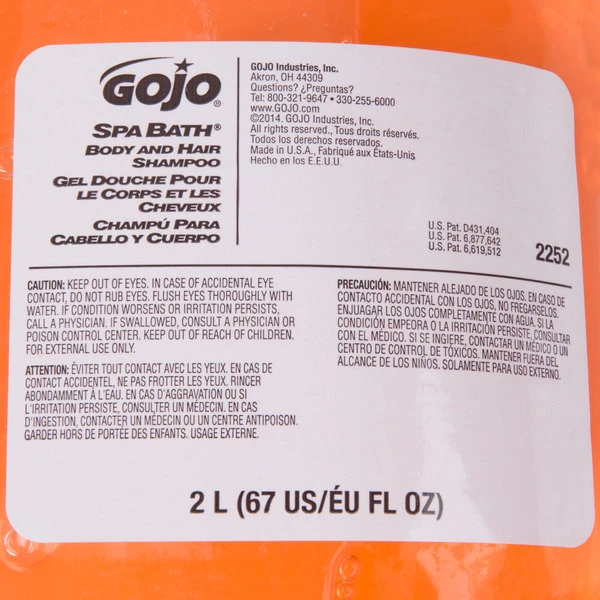 GOJO®
SPA BATH®
BODY AND HAIR
SHAMPOO
GEL DOUCHE POUR
LE CORPS ET LES
CHEVEUX
CHAMPÚ PARA
CABELLO Y CUERPO
GOJO Industries, Inc.
Akron, OH 44309
Questions? ¿Preguntas?
Tel: 800-321-9647 • 330-255-6000
www.GOJO.com
©2014. GOJO Industries, Inc.
All rights reserved., Tous droits réservés.
Todos los derechos reservados.
Made in U.S.A., Fabriqué aux États-Unis
Hecho en los E.E.U.U.
U.S. Pat. D431,404
U.S. Pat. 6,877,642
U.S. Pat. 6,619,512
2252
CAUTION: KEEP OUT OF EYES. IN CASE OF ACCIDENTAL EYE
CONTACT, DO NOT RUB EYES. FLUSH EYES THOROUGHLY WITH
WATER. IF CONDITION WORSENS OR IRRITATION PERSISTS,
CALL A PHYSICIAN. IF SWALLOWED, CONSULT A PHYSICIAN OR
POISON CONTROL CENTER. KEEP OUT OF REACH OF CHILDREN.
FOR EXTERNAL USE ONLY.
ATTENTION: ÉVITER TOUT CONTACT AVEC LES YEUX. EN CAS DE
CONTACT ACCIDENTEL, NE PAS FROTTER LES YEUX. RINCER
ABONDAMMENT À L'EAU. EN CAS D'AGGRAVATION OU SI
L'IRRITATION PERSISTE, CONSULTER UN MÉDECIN. EN CAS
D'INGESTION, CONTACTER UN MÉDECIN OU UN CENTRE ANTIPOISON.
GARDER HORS DE PORTÉE DES ENFANTS. USAGE EXTERNE.
PRECAUCIÓN: MANTENER ALEJADO DE LOS OJOS. EN CASO DE
CONTACTO ACCIDENTAL CON LOS OJOS, NO FREGARSELOS.
ENJUAGAR LOS OJOS COMPLETAMENTE CON AGUA. SI LA
CONDICIÓN EMPEORA O LA IRRITACIÓN PERSISTE, CONSULTAR
CON EL MÉDICO. SI SE INGIERE, CONTACTAR UN MÉDICO O UN
CENTRO DE CONTROL DE TÓXICOS. MANTENER FUERA DEL
ALCANCE DE LOS NIÑOS. SOLAMENTE PARA USO EXTERNO.
2 L (67 US/ÉU FL OZ)